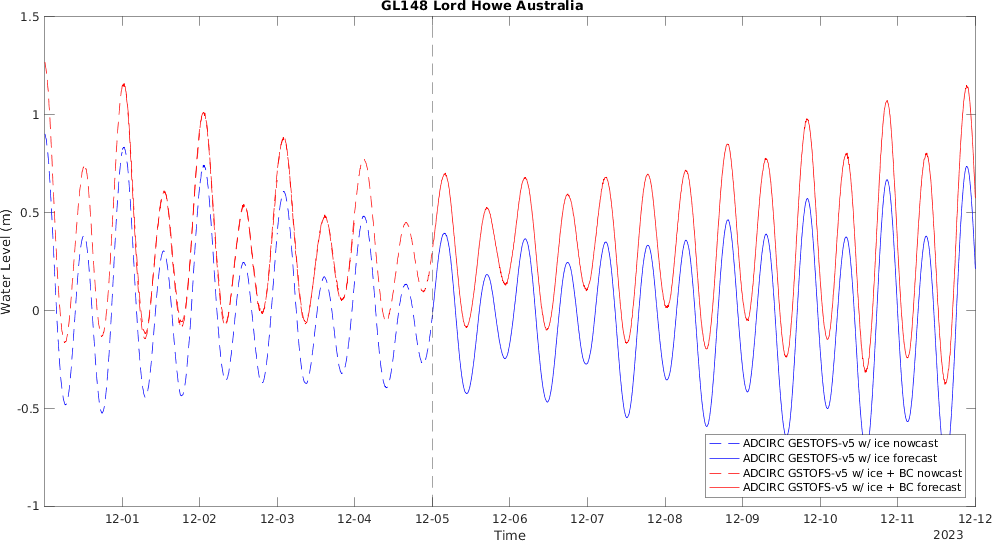 GL148 Lord Howe Australia
1.5
1
0.5
0
-0.5
-1
Water Level (m)
12-01 12-02 12-03 12-04 12-05 12-06 12-07 12-08 12-09 12-10 12-11 12-12
Time
2023
ADCIRC GESTOFS-v5 w/ ice nowcast
ADCIRC GESTOFS-v5 w/ ice forecast
ADCIRC GSTOFS-v5 w/ ice + BC nowcast
ADCIRC GSTOFS-v5 w/ ice + BC forecast